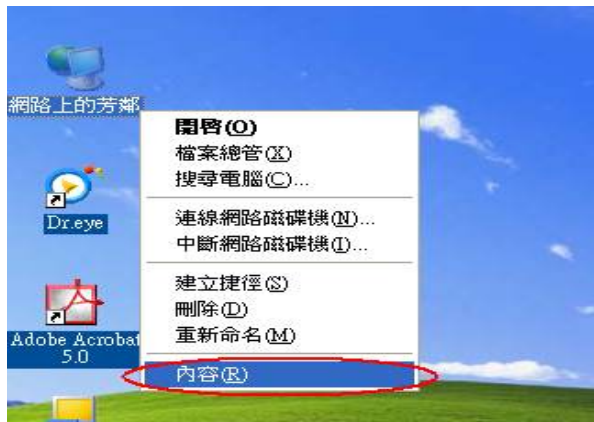 網路上的芳鄰
開啓(O)
檔案總管(X)
搜尋電腦(C)...
連線網路磁碟機(N)...
中斷網路磁碟機(I)...
建立捷徑(S)
刪除(D)
重新命名(M)
內容(R)
Dr.eye
Adobe Acrobat
5.0